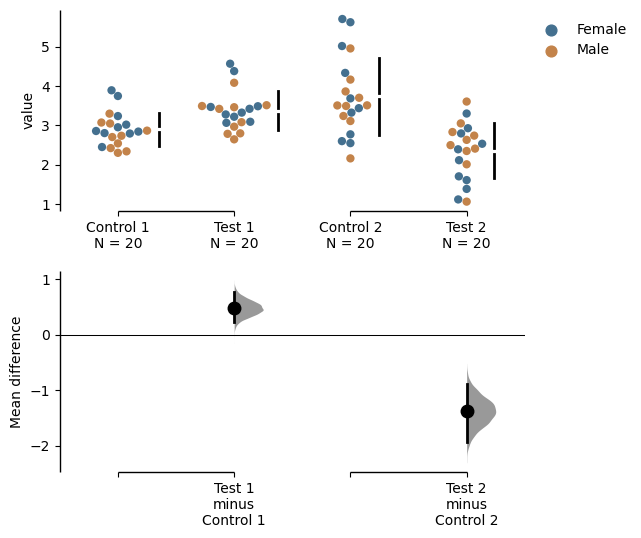 Female
Male
value
5
4
3
2
1
Control 1
N = 20
Test 1
N = 20
Control 2
N = 20
Test 2
N = 20
Mean difference
1
0
−1
−2
Test 1
minus
Control 1
Test 2
minus
Control 2